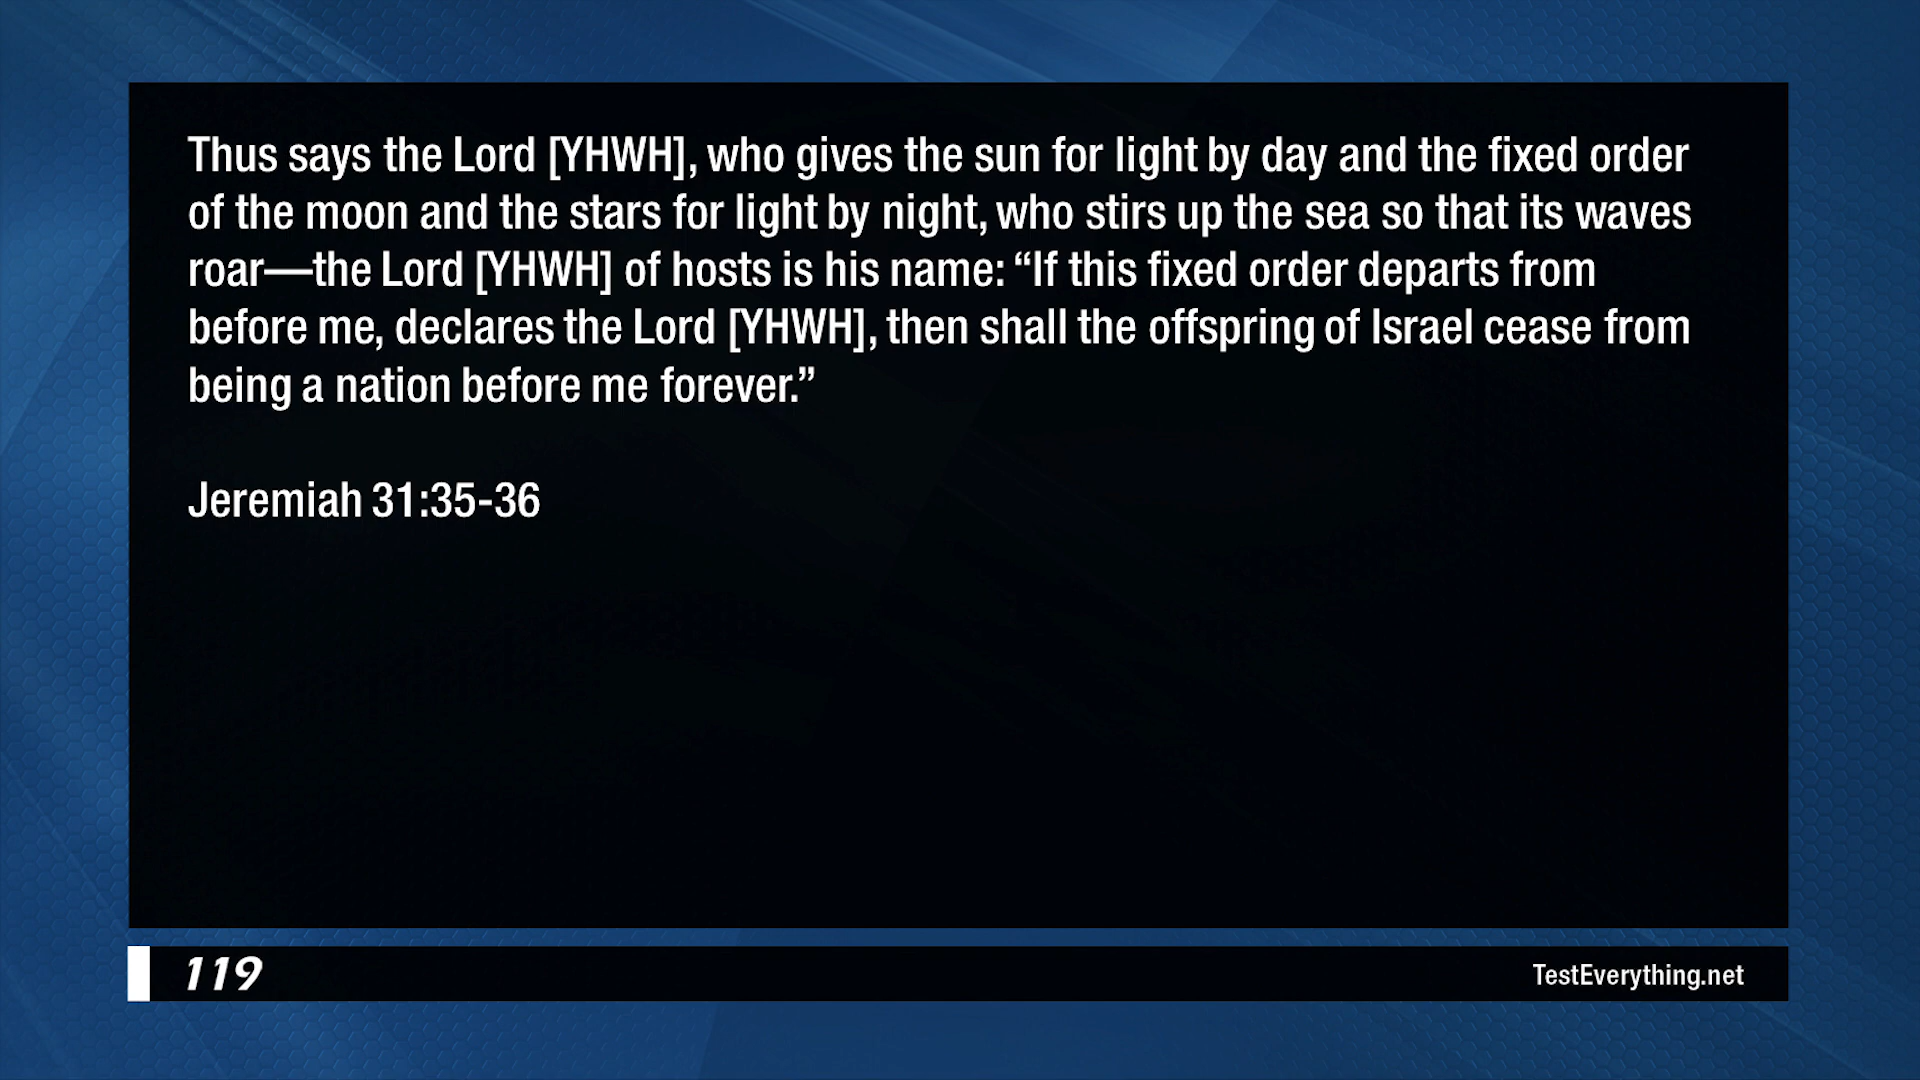 Thus says the Lord [YHWH], who gives the sun for light by day and the fixed order
of the moon and the stars for light by night, who stirs up the sea so that its waves
roar—the Lord [YHWH] of hosts is his name: “If this fixed order departs from
before me, declares the Lord [YHWH], then shall the offspring of Israel cease from
being a nation before me forever.”
Jeremiah 31:35-36
119
TestEverything.net